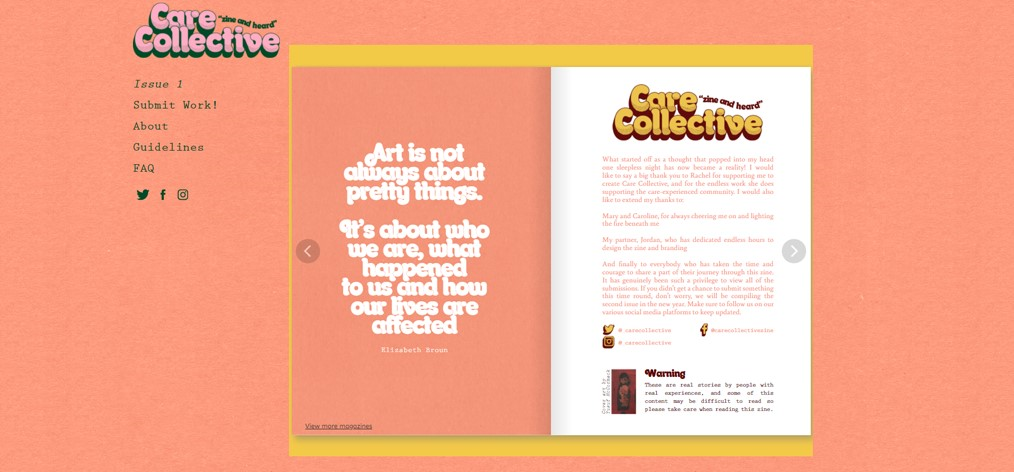 Care "zine and heard"
Collective
Issue 1
Submit Work!
About
Guidelines
FAQ
Art is not
always about
pretty things.
It's about who
we are, what
happened
to us and how
our lives are
affected
Elizabeth Broun
View more magazines
Care "zine and heard"
Collective
What started off as a thought that popped into my head
one sleepless night has now became a reality! I would
like to say a big thank you to Rachel for supporting me to
create Care Collective, and for the endless work she does
supporting the care-experienced community. I would also
like to extend my thanks to:
Mary and Caroline, for always cheering me on and lighting
the fire beneath me
My partner, Jordan, who has dedicated endless hours to
design the zine and branding
And finally to everybody who has taken the time and
courage to share a part of their journey through this zine.
It has genuinely been such a privilege to view all of the
submissions. If you didn't get a chance to submit something
this time round, don't worry, we will be compiling the
second issue in the new year. Make sure to follow us on our
various social media platforms to keep updated.
@ carecollective
@carecollectivezine
@ carecollective
Cover art by
Warning
These are real stories by people with
real experiences, and some of this
content may be difficult to read so
please take care when reading this zine.